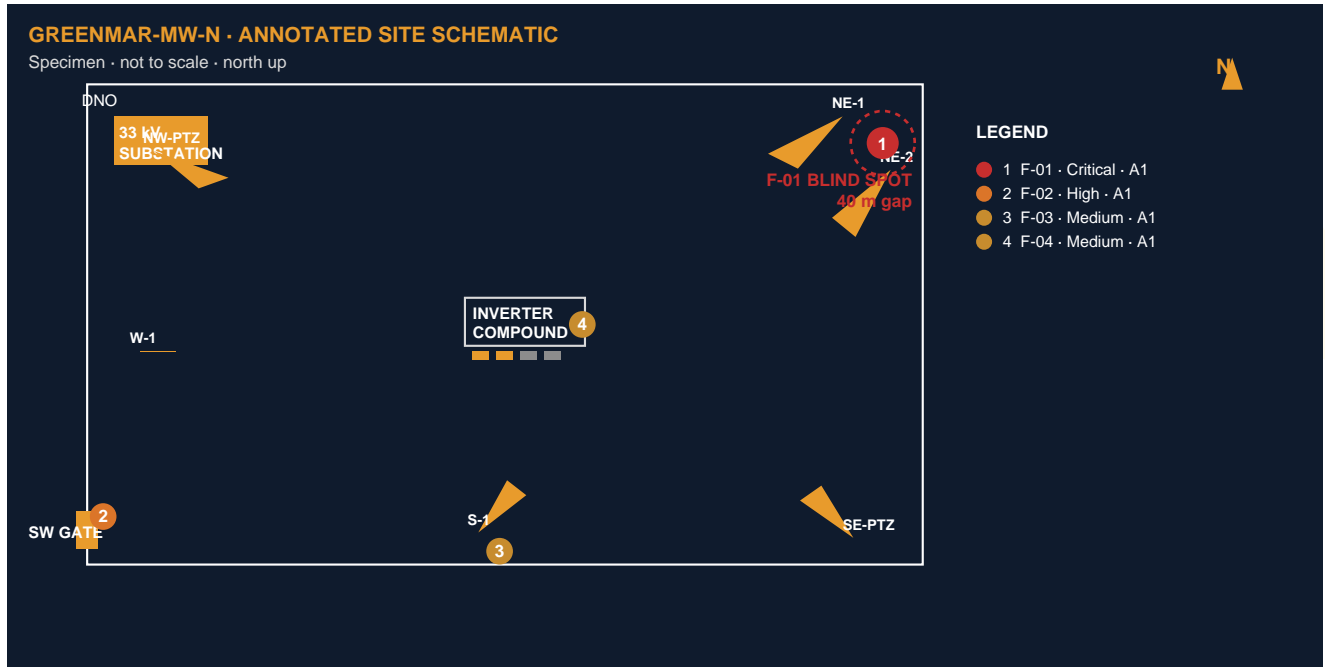 GREENMAR-MW-N · ANNOTATED SITE SCHEMATIC
Specimen · not to scale · north up
N
DNO
33 kV
SUBSTATION
NW-PTZ
NE-1
1
NE-2
F-01 BLIND SPOT
40 m gap
LEGEND
1 F-01 · Critical · A1
2 F-02 · High · A1
3 F-03 · Medium · A1
4 F-04 · Medium · A1
INVERTER
COMPOUND
4
W-1
2
SW GATE
S-1
3
SE-PTZ